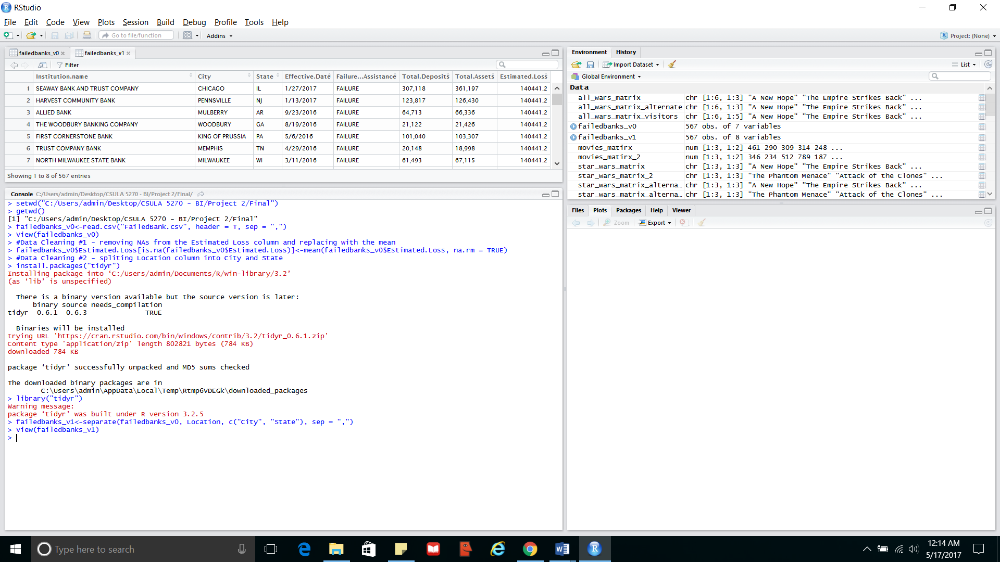 RStudio
File Edit Code View Plots Session Build Debug Profile Tools Help
Go to file/function Addins Project: (None)
failedbanks_v0 failedbanks_v1
Filter
Institution.name City State Effective.Date Failure...Assistance Total.Deposits Total.Assets Estimated.Loss
1 SEAWAY BANK AND TRUST COMPANY CHICAGO IL 1/27/2017 FAILURE 307,118 361,197 140441.2
2 HARVEST COMMUNITY BANK PENNSVILLE NJ 1/13/2017 FAILURE 123,817 126,430 140441.2
3 ALLIED BANK MULBERRY AR 9/23/2016 FAILURE 64,713 66,336 140441.2
4 THE WOODBURY BANKING COMPANY WOODBURY GA 8/19/2016 FAILURE 21,122 21,426 140441.2
5 FIRST CORNERSTONE BANK KING OF PRUSSIA PA 5/6/2016 FAILURE 101,040 103,307 140441.2
6 TRUST COMPANY BANK MEMPHIS TN 4/29/2016 FAILURE 20,148 18,998 140441.2
7 NORTH MILWAUKEE STATE BANK MILWAUKEE WI 3/11/2016 FAILURE 61,493 67,115 140441.2
Showing 1 to 8 of 567 entries
Console C:/Users/admin/Desktop/CSULA 5270 - BI/Project 2/Final/
> setwd("C:/Users/admin/Desktop/CSULA 5270 - BI/Project 2/Final")
> getwd()
[1] "C:/Users/admin/Desktop/CSULA 5270 - BI/Project 2/Final"
> failedbanks_v0<-read.csv("FailedBank.csv", header = T, sep = ",")
> View(failedbanks_v0)
> #Data Cleaning #1 - removing NAs from the Estimated Loss column and replacing with the mean
> failedbanks_v0$Estimated.Loss[is.na(failedbanks_v0$Estimated.Loss)]<-mean(failedbanks_v0$Estimated.Loss, na.rm = TRUE)
> #Data Cleaning #2 - spliting Location column into City and State
> install.packages("tidyr")
Installing package into ‘C:/Users/admin/Documents/R/win-library/3.2’
(as ‘lib’ is unspecified)
There is a binary version available but the source version is later:
binary source needs_compilation
tidyr 0.6.1 0.6.3 TRUE
Binaries will be installed
trying URL 'https://cran.rstudio.com/bin/windows/contrib/3.2/tidyr_0.6.1.zip'
Content type 'application/zip' length 802821 bytes (784 KB)
downloaded 784 KB
package ‘tidyr’ successfully unpacked and MD5 sums checked
The downloaded binary packages are in
C:\Users\admin\AppData\Local\Temp\Rtmp6VDEGk\downloaded_packages
> library("tidyr")
Warning message:
package ‘tidyr’ was built under R version 3.2.5
> failedbanks_v1<-separate(failedbanks_v0, Location, c("City", "State"), sep = ",")
> View(failedbanks_v1)
>
Environment History
Import Dataset List
Global Environment
Data
all_wars_matrix chr [1:6, 1:3] "A New Hope" "The Empire Strikes Back" ...
all_wars_matrix_alternate chr [1:6, 1:3] "A New Hope" "The Empire Strikes Back" ...
all_wars_matrix_visitors chr [1:6, 1:5] "A New Hope" "The Empire Strikes Back" ...
failedbanks_v0 567 obs. of 7 variables
failedbanks_v1 567 obs. of 8 variables
movies_matirx num [1:3, 1:2] 461 290 309 314 248 ...
movies_matirx_2 num [1:3, 1:2] 346 234 512 789 187 ...
star_wars_matrix chr [1:3, 1:3] "A New Hope" "The Empire Strikes Back" ...
star_wars_matrix_2 chr [1:3, 1:3] "The Phantom Menace" "Attack of the Clones" ...
star_wars_matrix_alterna... chr [1:3, 1:3] "A New Hope" "The Empire Strikes Back" ...
star_wars_matrix_alterna... chr [1:3, 1:3] "The Phantom Menace" "Attack of the Clones" ...
Files Plots Packages Help Viewer
Zoom Export
Type here to search
12:14 AM
5/17/2017